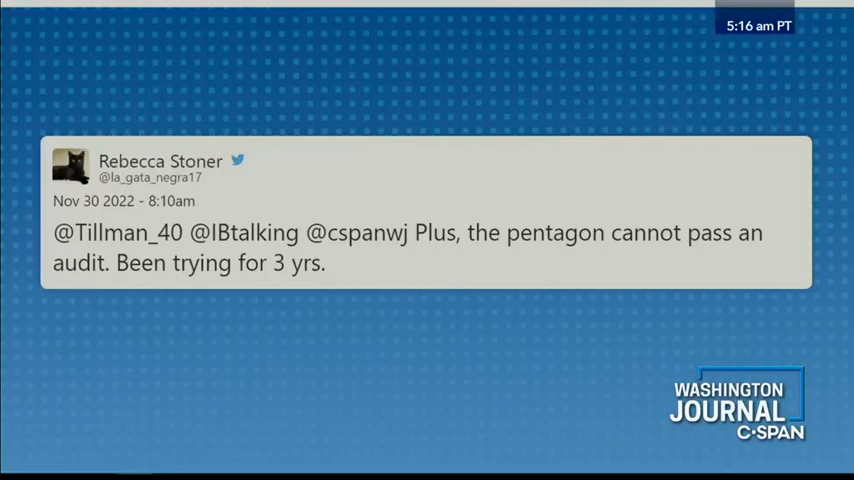 5:16 am PT
Rebecca Stoner
@la_gata_negra17
Nov 30 2022 - 8:10am
@Tillman_40 @IBtalking @cspanwj Plus, the pentagon cannot pass an
audit. Been trying for 3 yrs.
WASHINGTON
JOURNAL
C-SPAN